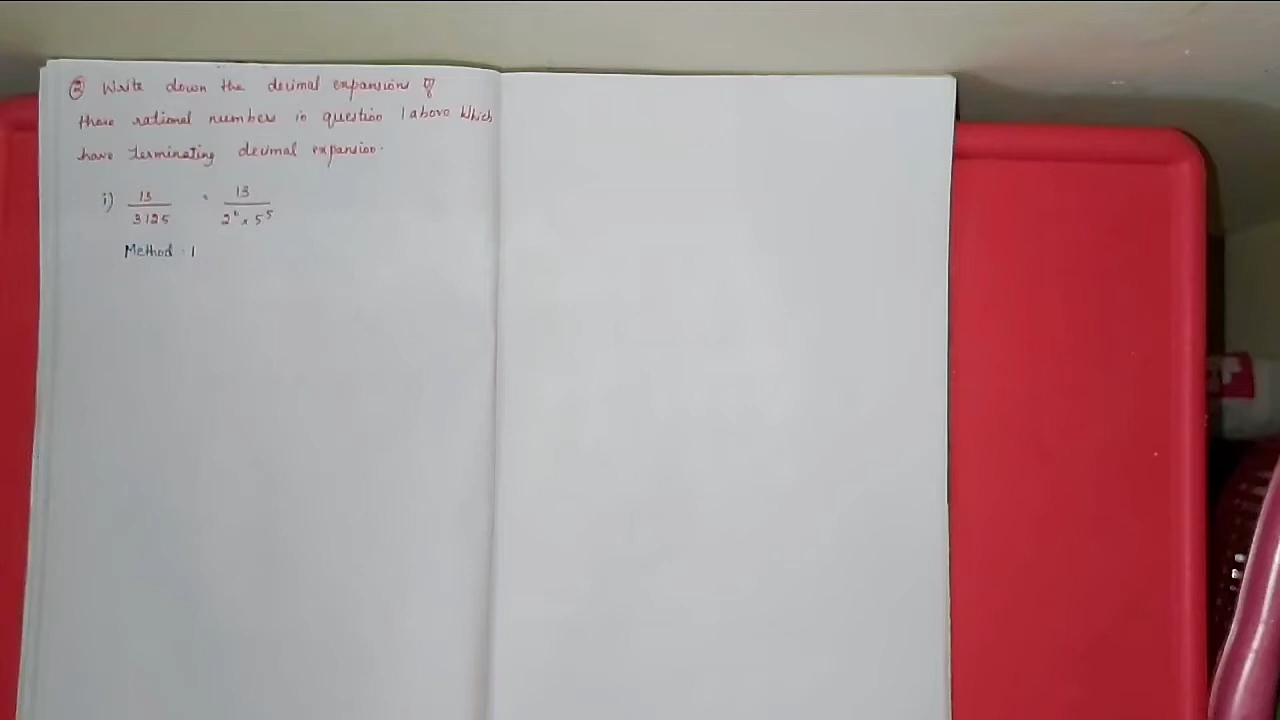 ② Write down the decimal expansions of
those rational numbers in question 1 above which
have terminating decimal expansion.
i) 13/3125 = 13/2⁰ × 5⁵
Method : 1